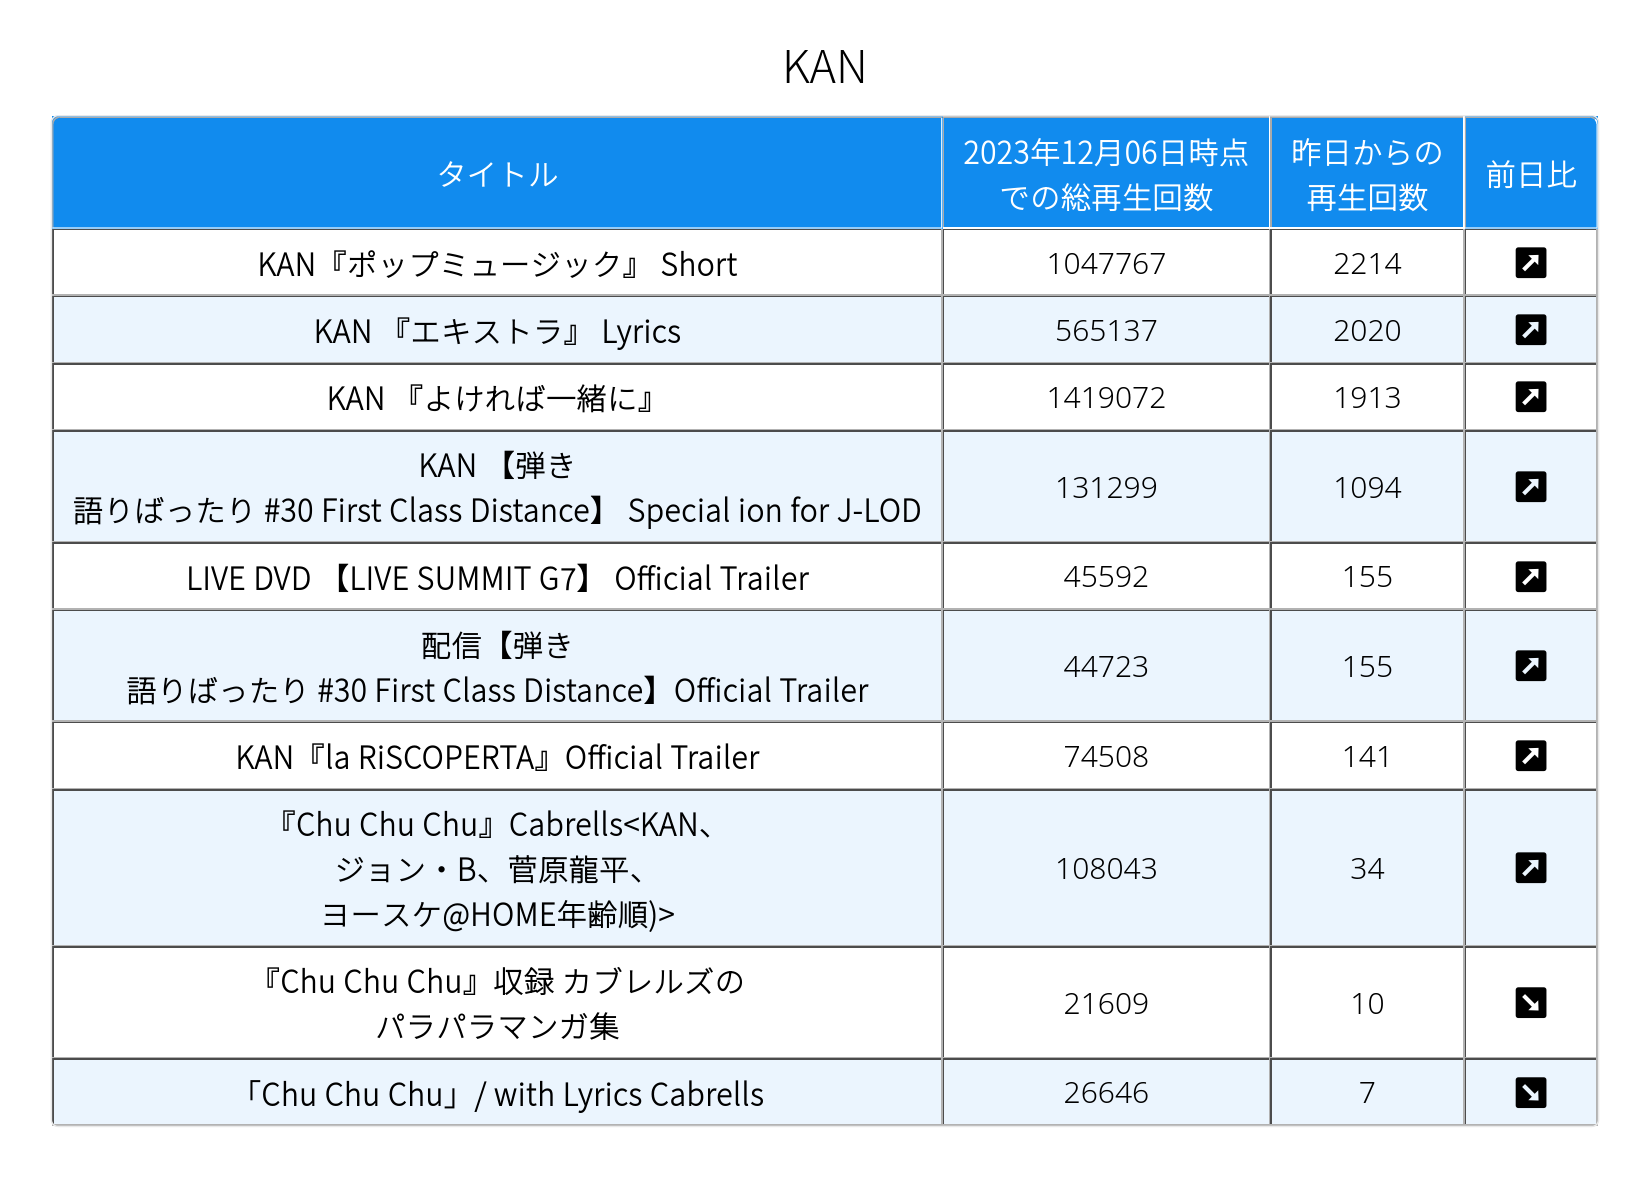 KAN
タイトル
2023年12月06日時点
での総再生回数
昨日からの
再生回数
前日比
KAN『ポップミュージック』 Short
1047767
2214
KAN 『エキストラ』 Lyrics
565137
2020
KAN 『よければ一緒に』
1419072
1913
KAN 【弾き
語りばったり #30 First Class Distance】 Special ion for J-LOD
131299
1094
LIVE DVD 【LIVE SUMMIT G7】 Official Trailer
45592
155
配信【弾き
語りばったり #30 First Class Distance】Official Trailer
44723
155
KAN『la RiSCOPERTA』Official Trailer
74508
141
『Chu Chu Chu』Cabrells<KAN、
ジョン・B、菅原龍平、
ヨースケ@HOME年齢順)>
108043
34
『Chu Chu Chu』収録 カブレルズの
パラパラマンガ集
21609
10
「Chu Chu Chu」/ with Lyrics Cabrells
26646
7